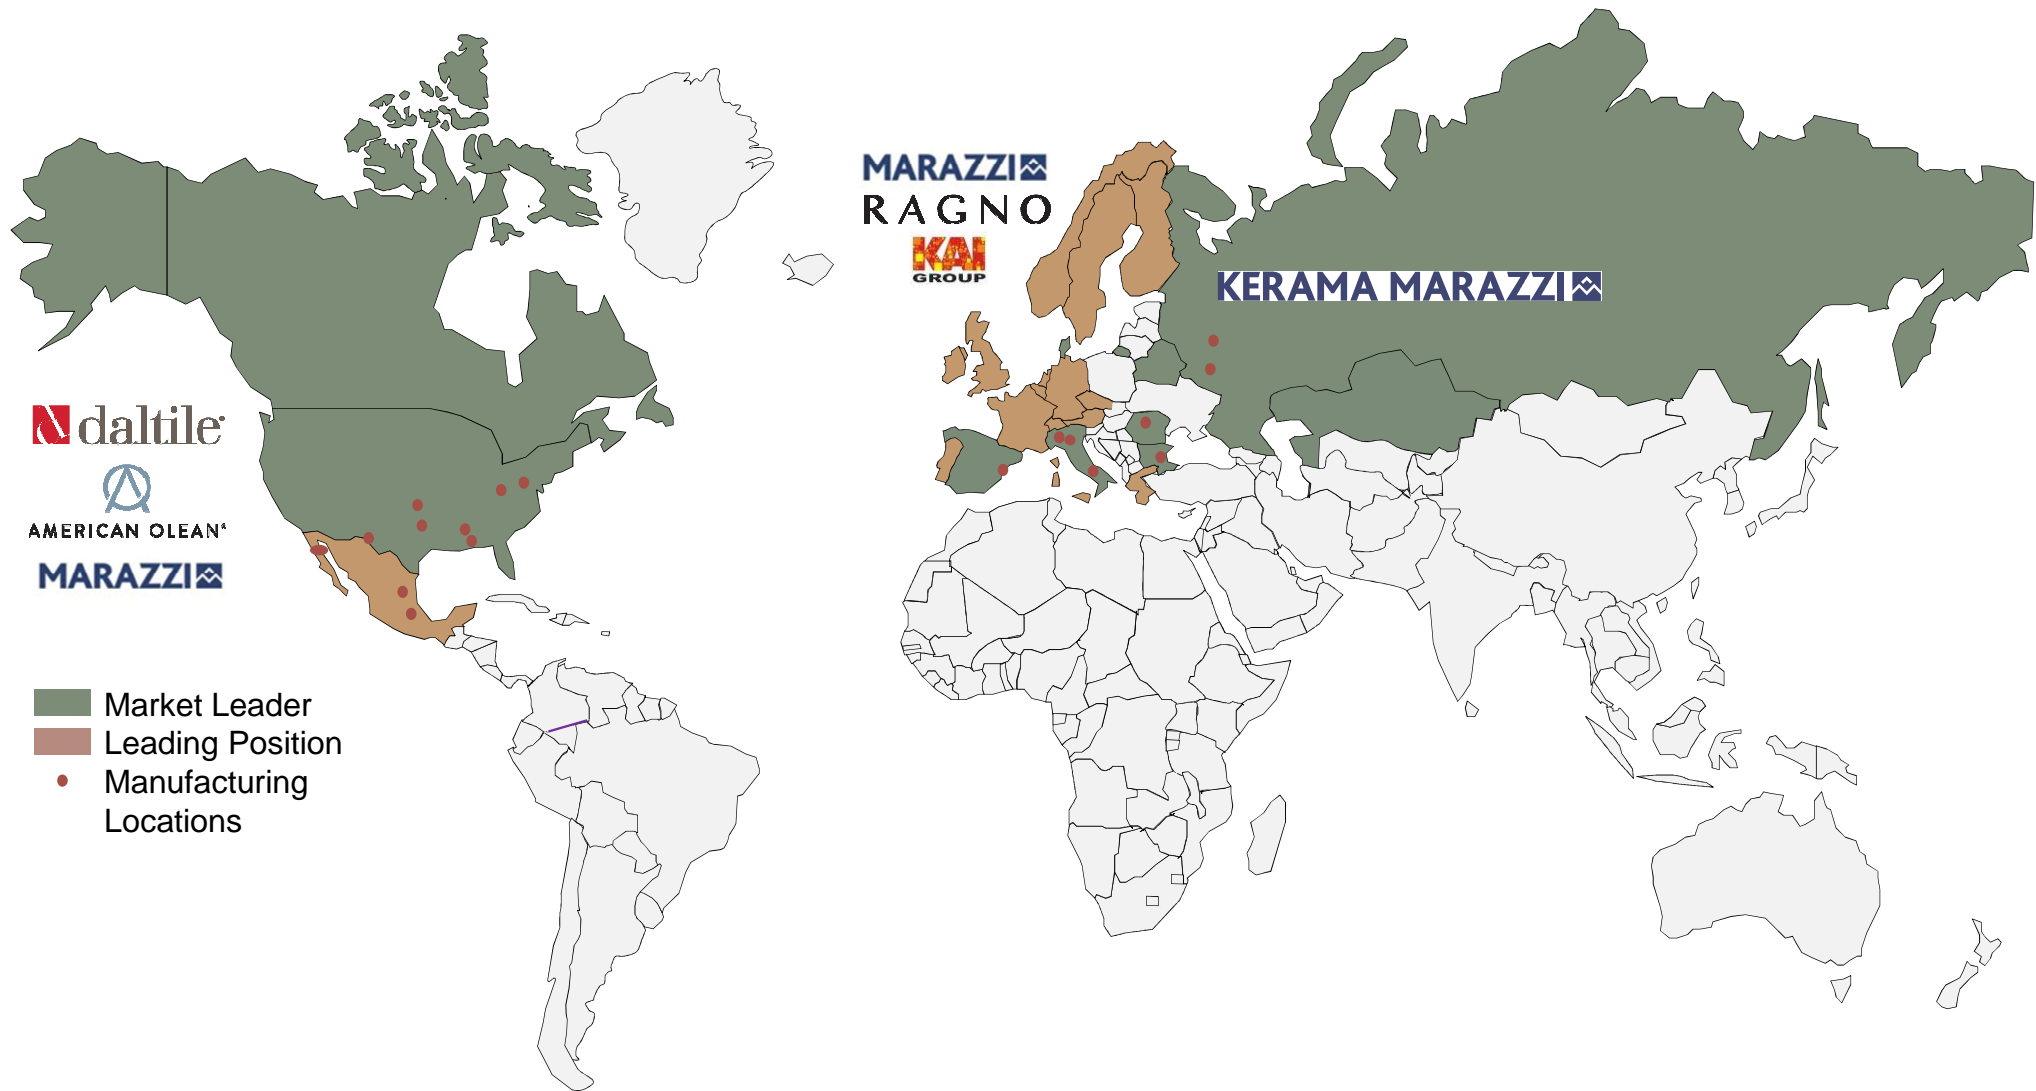 MARAZZI
RAGNO
KAI
GROUP
KERAMA MARAZZI
daltile
AMERICAN OLEAN
MARAZZI
Market Leader
Leading Position
Manufacturing
Locations